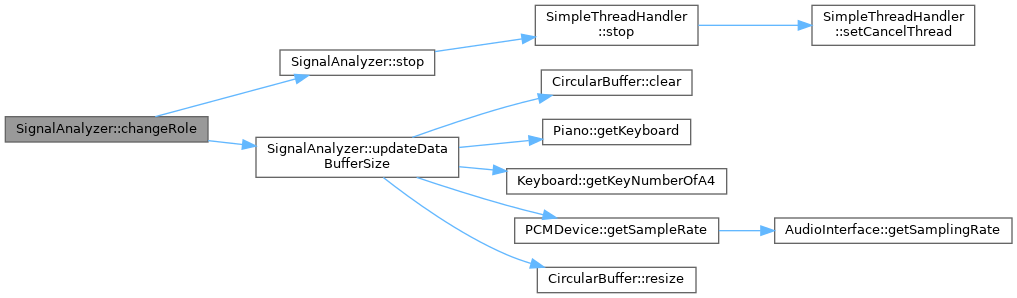 SignalAnalyzer::changeRole
SignalAnalyzer::stop
SimpleThreadHandler
::stop
SimpleThreadHandler
::setCancelThread
SignalAnalyzer::updateData
BufferSize
CircularBuffer::clear
Piano::getKeyboard
Keyboard::getKeyNumberOfA4
PCMDevice::getSampleRate
AudioInterface::getSamplingRate
CircularBuffer::resize